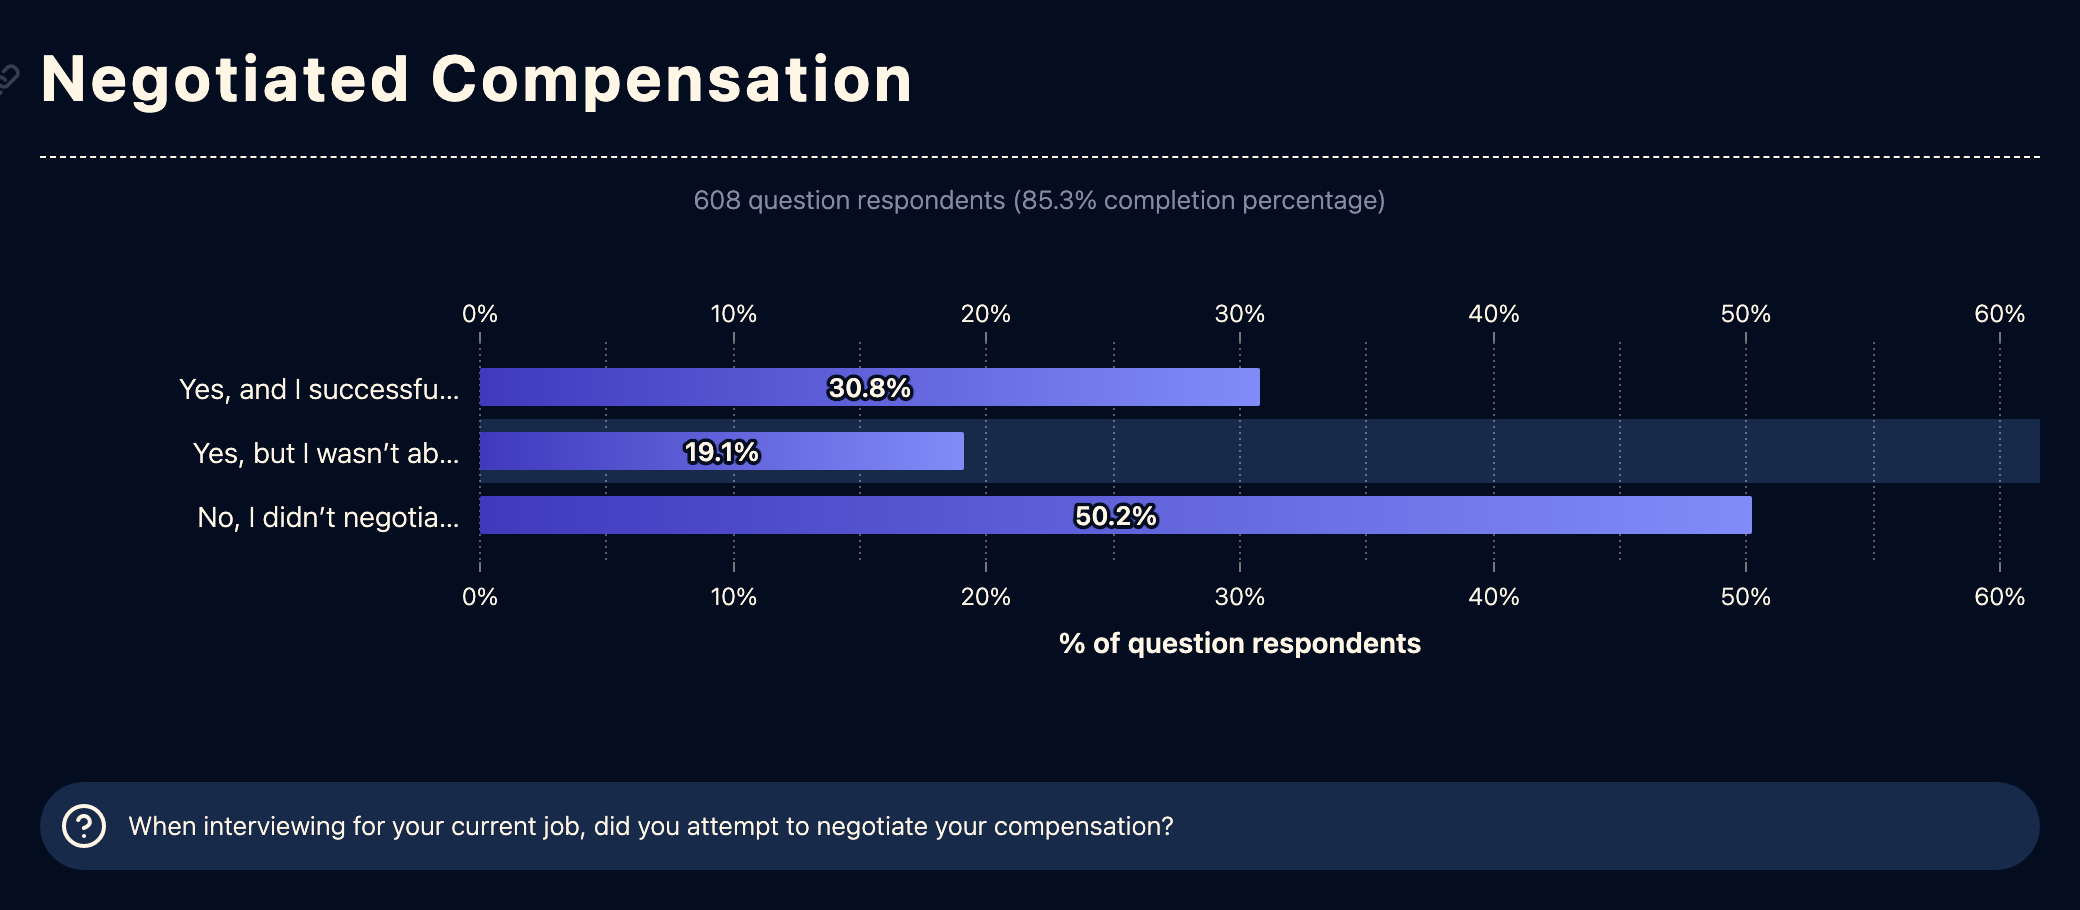 Negotiated Compensation
608 question respondents (85.3% completion percentage)
0% 10% 20% 30% 40% 50% 60%
Yes, and I successfu... 30.8%
Yes, but I wasn’t ab... 19.1%
No, I didn’t negotia... 50.2%
0% 10% 20% 30% 40% 50% 60%
% of question respondents
When interviewing for your current job, did you attempt to negotiate your compensation?